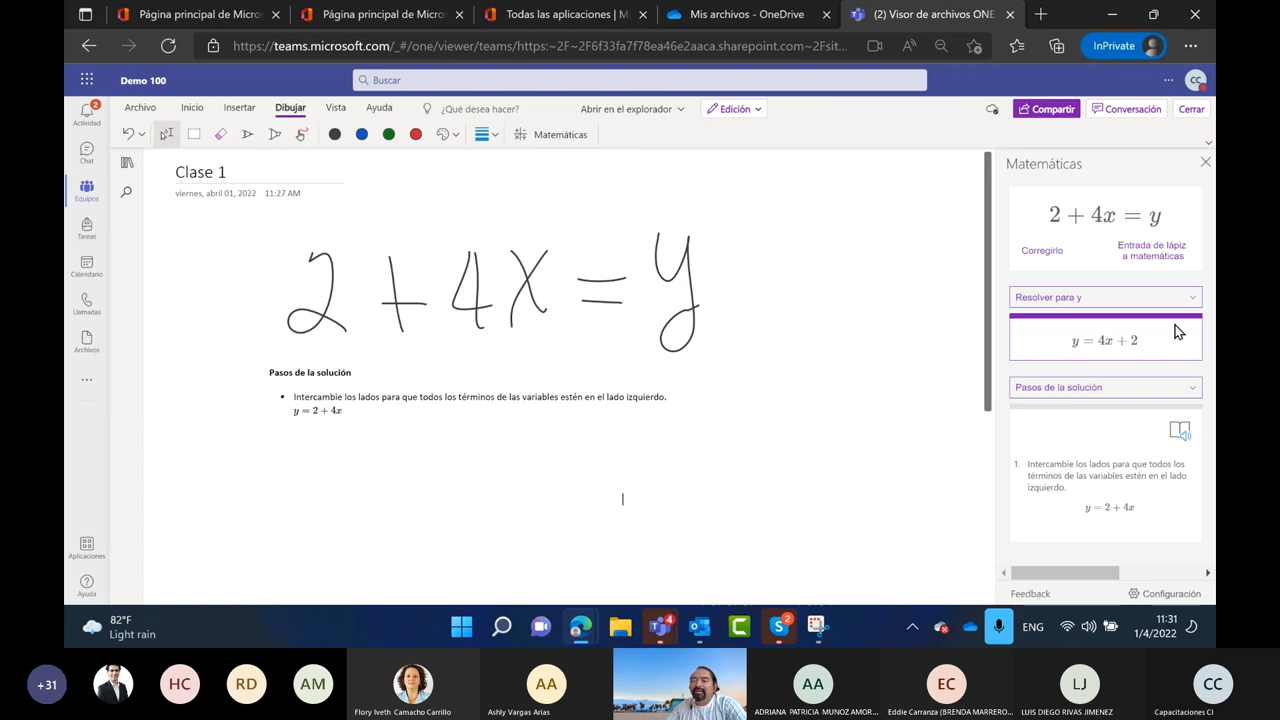 Página principal de Micros
Página principal de Micros
Todas las aplicaciones | M
Mis archivos - OneDrive
(2) Visor de archivos ONE
https://teams.microsoft.com/_#/one/viewer/teams/https:~2F~2F6f33fa7f78ea46e2aaca.sharepoint.com~2Fsit...
InPrivate
Demo 100
Buscar
CC
2
Actividad
Chat
Equipos
Tareas
Calendario
Llamadas
Archivos
Aplicaciones
Ayuda
Archivo Inicio Insertar Dibujar Vista Ayuda ¿Qué desea hacer? Abrir en el explorador Edición Compartir Conversación Cerrar
Matemáticas
Clase 1
viernes, abril 01, 2022 11:27 AM
2 + 4x = y
Pasos de la solución
• Intercambie los lados para que todos los términos de las variables estén en el lado izquierdo.
y = 2 + 4x
Matemáticas
2 + 4x = y
Corregirlo
Entrada de lápiz
a matemáticas
Resolver para y
y = 4x + 2
Pasos de la solución
1. Intercambie los lados para que todos los
términos de las variables estén en el lado
izquierdo.
y = 2 + 4x
Feedback
Configuración
82°F
Light rain
4
2
ENG
11:31
1/4/2022
+31
HC
RD
AM
Flory Iveth Camacho Carrillo
AA
Ashly Vargas Arias
AA
ADRIANA PATRICIA MUNOZ AMOR...
EC
Eddie Carranza (BRENDA MARRERO...
LJ
LUIS DIEGO RIVAS JIMENEZ
CC
Capacitaciones CI